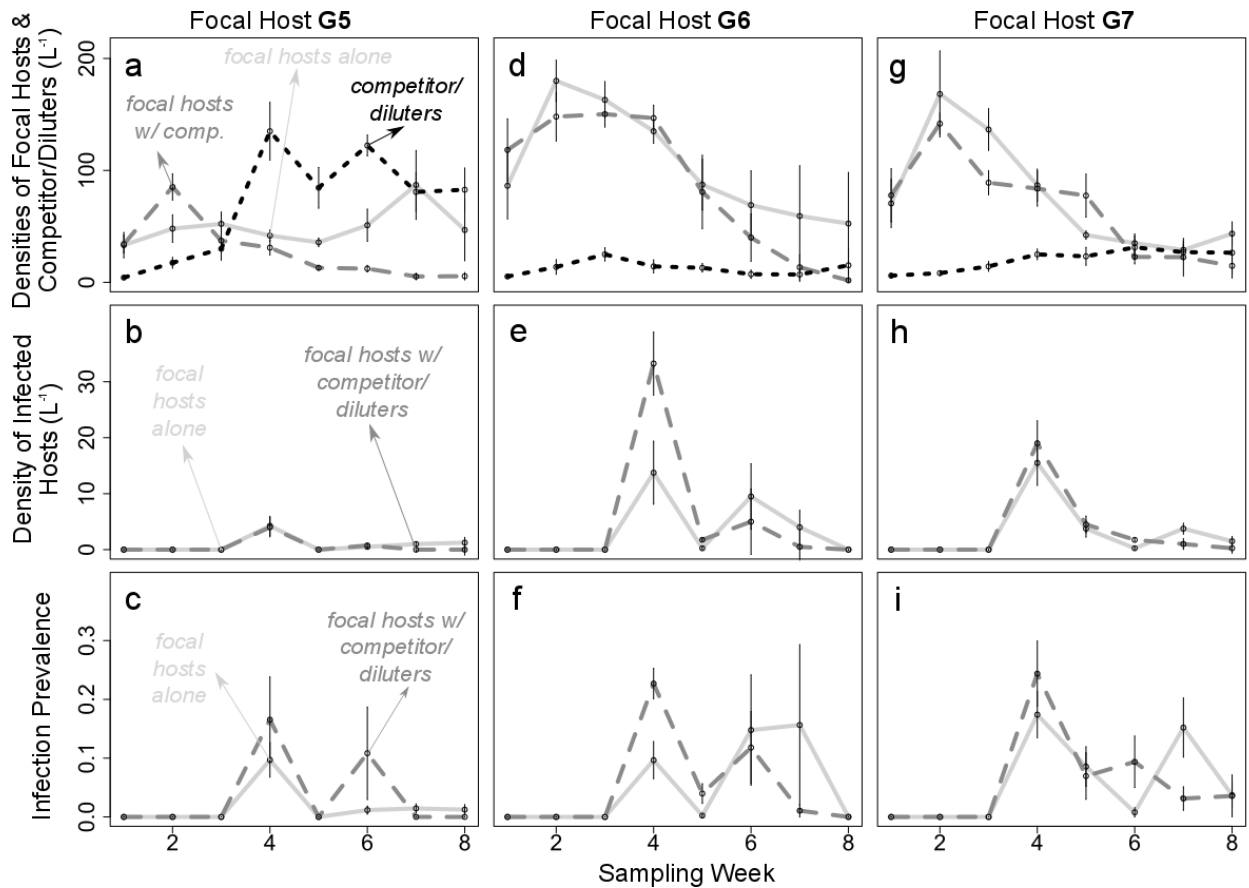 Focal Host G5
Focal Host G6
Focal Host G7
Densities of Focal Hosts &
Competitor/Diluters (L⁻¹)
200
100
0
a
focal hosts alone
focal hosts
w/ comp.
competitor/
diluters
d
g
Density of Infected
Hosts (L⁻¹)
30
20
10
0
b
focal
hosts
alone
focal hosts w/
competitor/
diluters
e
h
Infection Prevalence
0.3
0.2
0.1
0.0
c
focal
hosts
alone
focal hosts w/
competitor/
diluters
f
i
2 4 6 8
2 4 6 8
2 4 6 8
Sampling Week